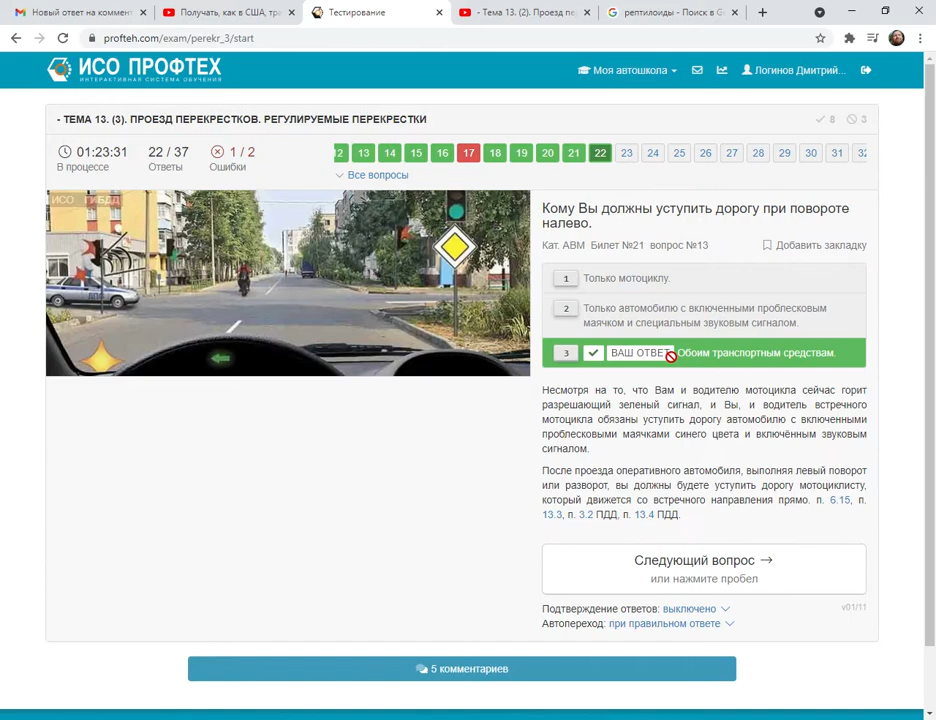 Новый ответ на коммент
Получать, как в США, тра
Тестирование
- Тема 13. (2). Проезд пе
рептилоиды - Поиск в G
profteh.com/exam/perekr_3/start
ИСО ПРОФТЕХ
ИНТЕРАКТИВНАЯ СИСТЕМА ОБУЧЕНИЯ
Моя автошкола
Логинов Дмитрий...
- ТЕМА 13. (3). ПРОЕЗД ПЕРЕКРЕСТКОВ. РЕГУЛИРУЕМЫЕ ПЕРЕКРЕСТКИ
8
3
01:23:31
В процессе
22 / 37
Ответы
1 / 2
Ошибки
12 13 14 15 16 17 18 19 20 21 22 23 24 25 26 27 28 29 30 31 32
Все вопросы
Кому Вы должны уступить дорогу при повороте
налево.
Кат. ABM Билет №21 вопрос №13
Добавить закладку
1 Только мотоциклу.
2 Только автомобилю с включенными проблесковым
маячком и специальным звуковым сигналом.
3 ВАШ ОТВЕТ Обоим транспортным средствам.
Несмотря на то, что Вам и водителю мотоцикла сейчас горит
разрешающий зеленый сигнал, и Вы, и водитель встречного
мотоцикла обязаны уступить дорогу автомобилю с включенными
проблесковыми маячками синего цвета и включённым звуковым
сигналом.
После проезда оперативного автомобиля, выполняя левый поворот
или разворот, вы должны будете уступить дорогу мотоциклисту,
который движется со встречного направления прямо. п. 6.15, п.
13.3, п. 3.2 ПДД, п. 13.4 ПДД.
Следующий вопрос →
или нажмите пробел
Подтверждение ответов: выключено
v01/11
Автопереход: при правильном ответе
5 комментариев